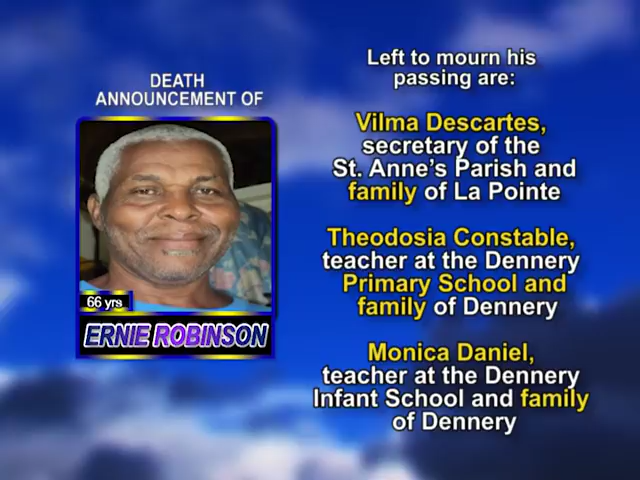 DEATH
ANNOUNCEMENT OF
66 yrs
ERNIE ROBINSON
Left to mourn his
passing are:
Vilma Descartes,
secretary of the
St. Anne's Parish and
family of La Pointe
Theodosia Constable,
teacher at the Dennery
Primary School and
family of Dennery
Monica Daniel,
teacher at the Dennery
Infant School and family
of Dennery